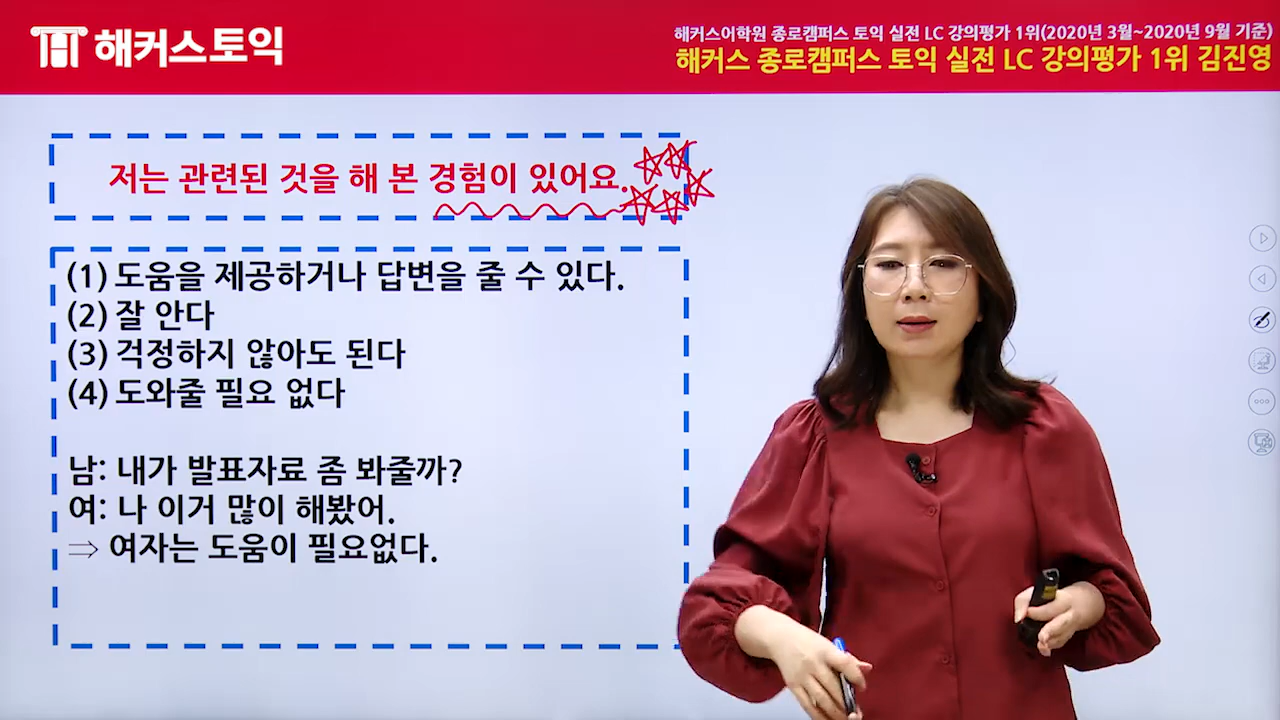 해커스토익
해커스어학원 종로캠퍼스 토익 실전 LC 강의평가 1위(2020년 3월~2020년 9월 기준)
해커스 종로캠퍼스 토익 실전 LC 강의평가 1위 김진영
저는 관련된 것을 해 본 경험이 있어요.
(1) 도움을 제공하거나 답변을 줄 수 있다.
(2) 잘 안다
(3) 걱정하지 않아도 된다
(4) 도와줄 필요 없다
남: 내가 발표자료 좀 봐줄까?
여: 나 이거 많이 해봤어.
⇒ 여자는 도움이 필요없다.